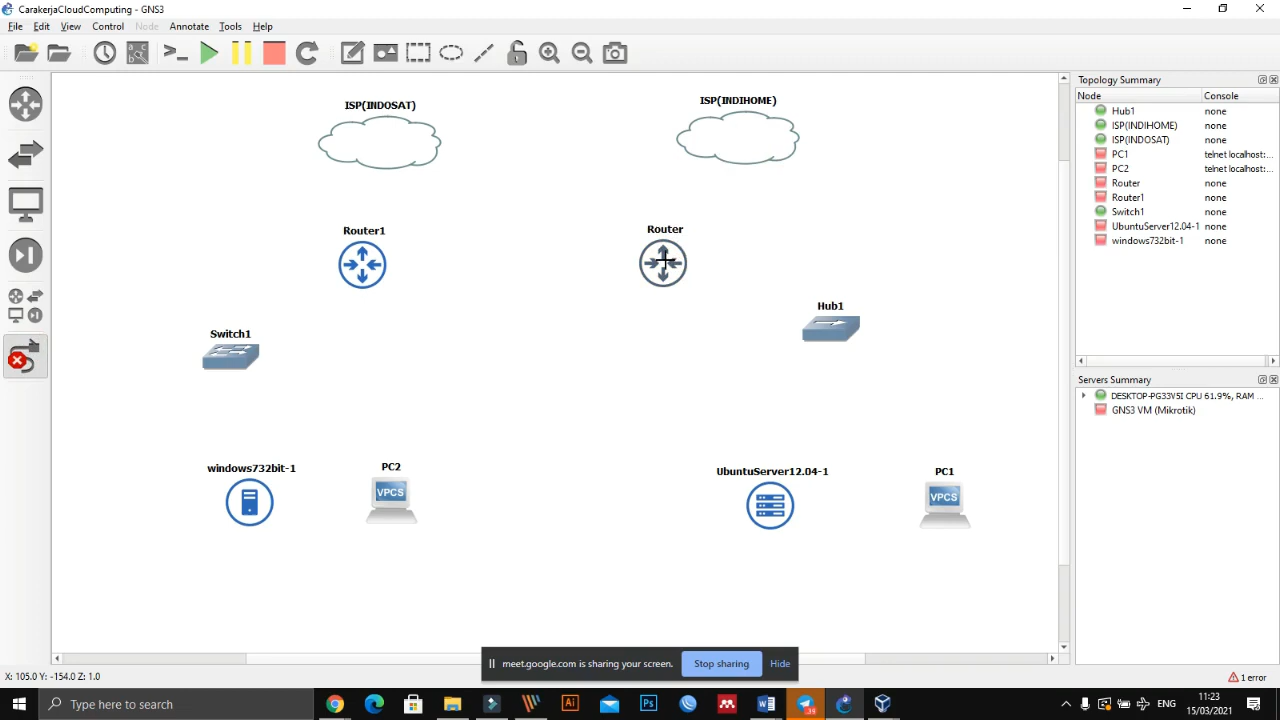 CarakerjaCloudComputing - GNS3
File Edit View Control Node Annotate Tools Help
ISP(INDOSAT)
ISP(INDIHOME)
Router1
Router
Hub1
Switch1
windows732bit-1
PC2
VPCS
UbuntuServer12.04-1
PC1
VPCS
Topology Summary
Node Console
Hub1 none
ISP(INDIHOME) none
ISP(INDOSAT) none
PC1 telnet localhost:...
PC2 telnet localhost:...
Router none
Router1 none
Switch1 none
UbuntuServer12.04-1 none
windows732bit-1 none
Servers Summary
DESKTOP-PG33V5I CPU 61.9%, RAM ...
GNS3 VM (Mikrotik)
meet.google.com is sharing your screen. Stop sharing Hide
X: 105.0 Y: -154.0 Z: 1.0
1 error
Type here to search
Ai
Ps
ENG
11:23
15/03/2021